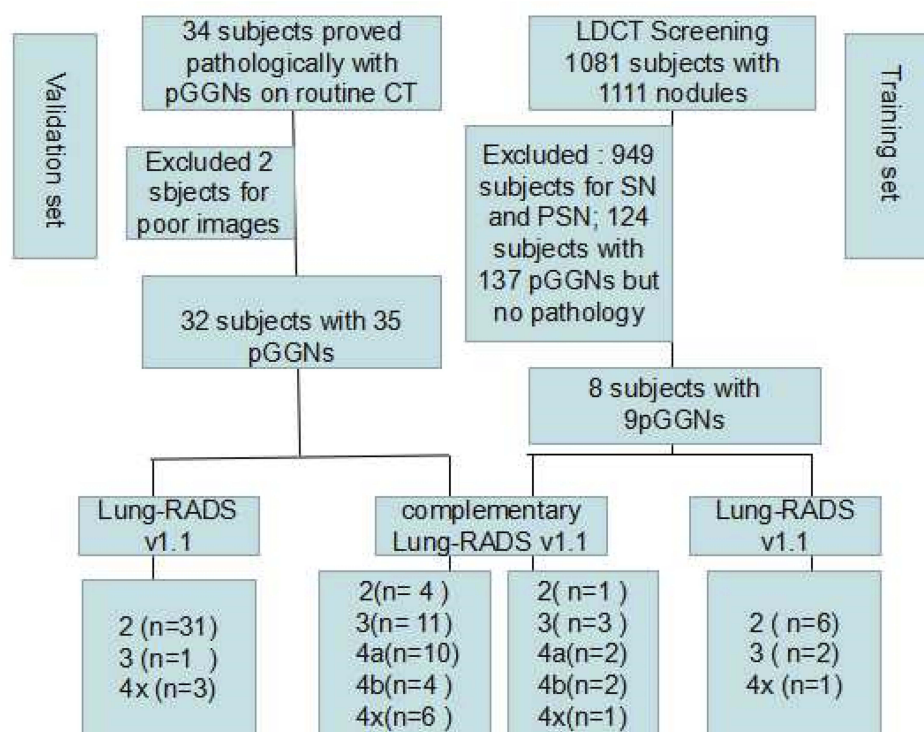 Validation set
34 subjects proved
pathologically with
pGGNs on routine CT
LDCT Screening
1081 subjects with
1111 nodules
Training set
Excluded 2
sbjects for
poor images
Excluded : 949
subjects for SN
and PSN; 124
subjects with
137 pGGNs but
no pathology
32 subjects with 35
pGGNs
8 subjects with
9pGGNs
Lung-RADS
v1.1
complementary
Lung-RADS v1.1
Lung-RADS
v1.1
2 (n=31)
3 (n=1 )
4x (n=3)
2(n= 4 )
3(n= 11)
4a(n=10)
4b(n=4 )
4x(n=6 )
2( n=1 )
3( n=3 )
4a(n=2)
4b(n=2)
4x(n=1)
2 ( n=6)
3 ( n=2)
4x (n=1)